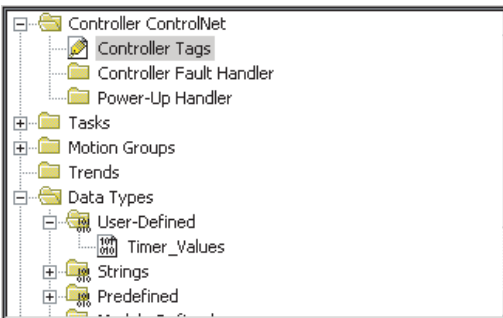 Controller ControlNet
Controller Tags
Controller Fault Handler
Power-Up Handler
Tasks
Motion Groups
Trends
Data Types
User-Defined
Timer_Values
Strings
Predefined